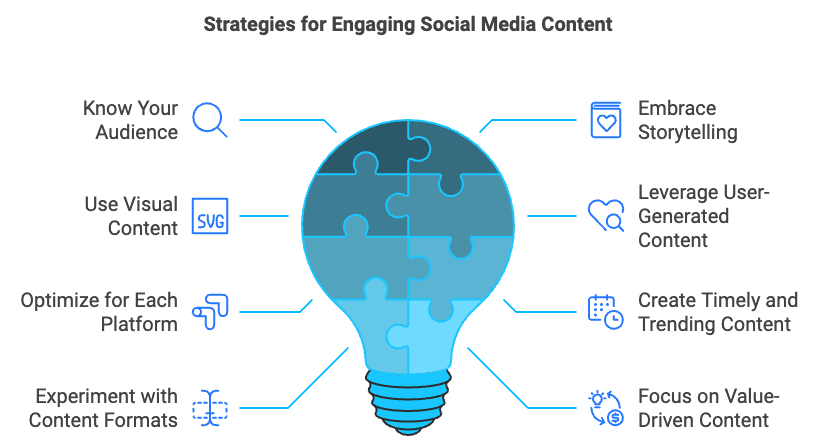 Strategies for Engaging Social Media Content
Know Your
Audience
Embrace
Storytelling
Use Visual
Content
SVG
Leverage User-
Generated
Content
Optimize for Each
Platform
Create Timely and
Trending Content
Experiment with
Content Formats
$
Focus on Value-
Driven Content